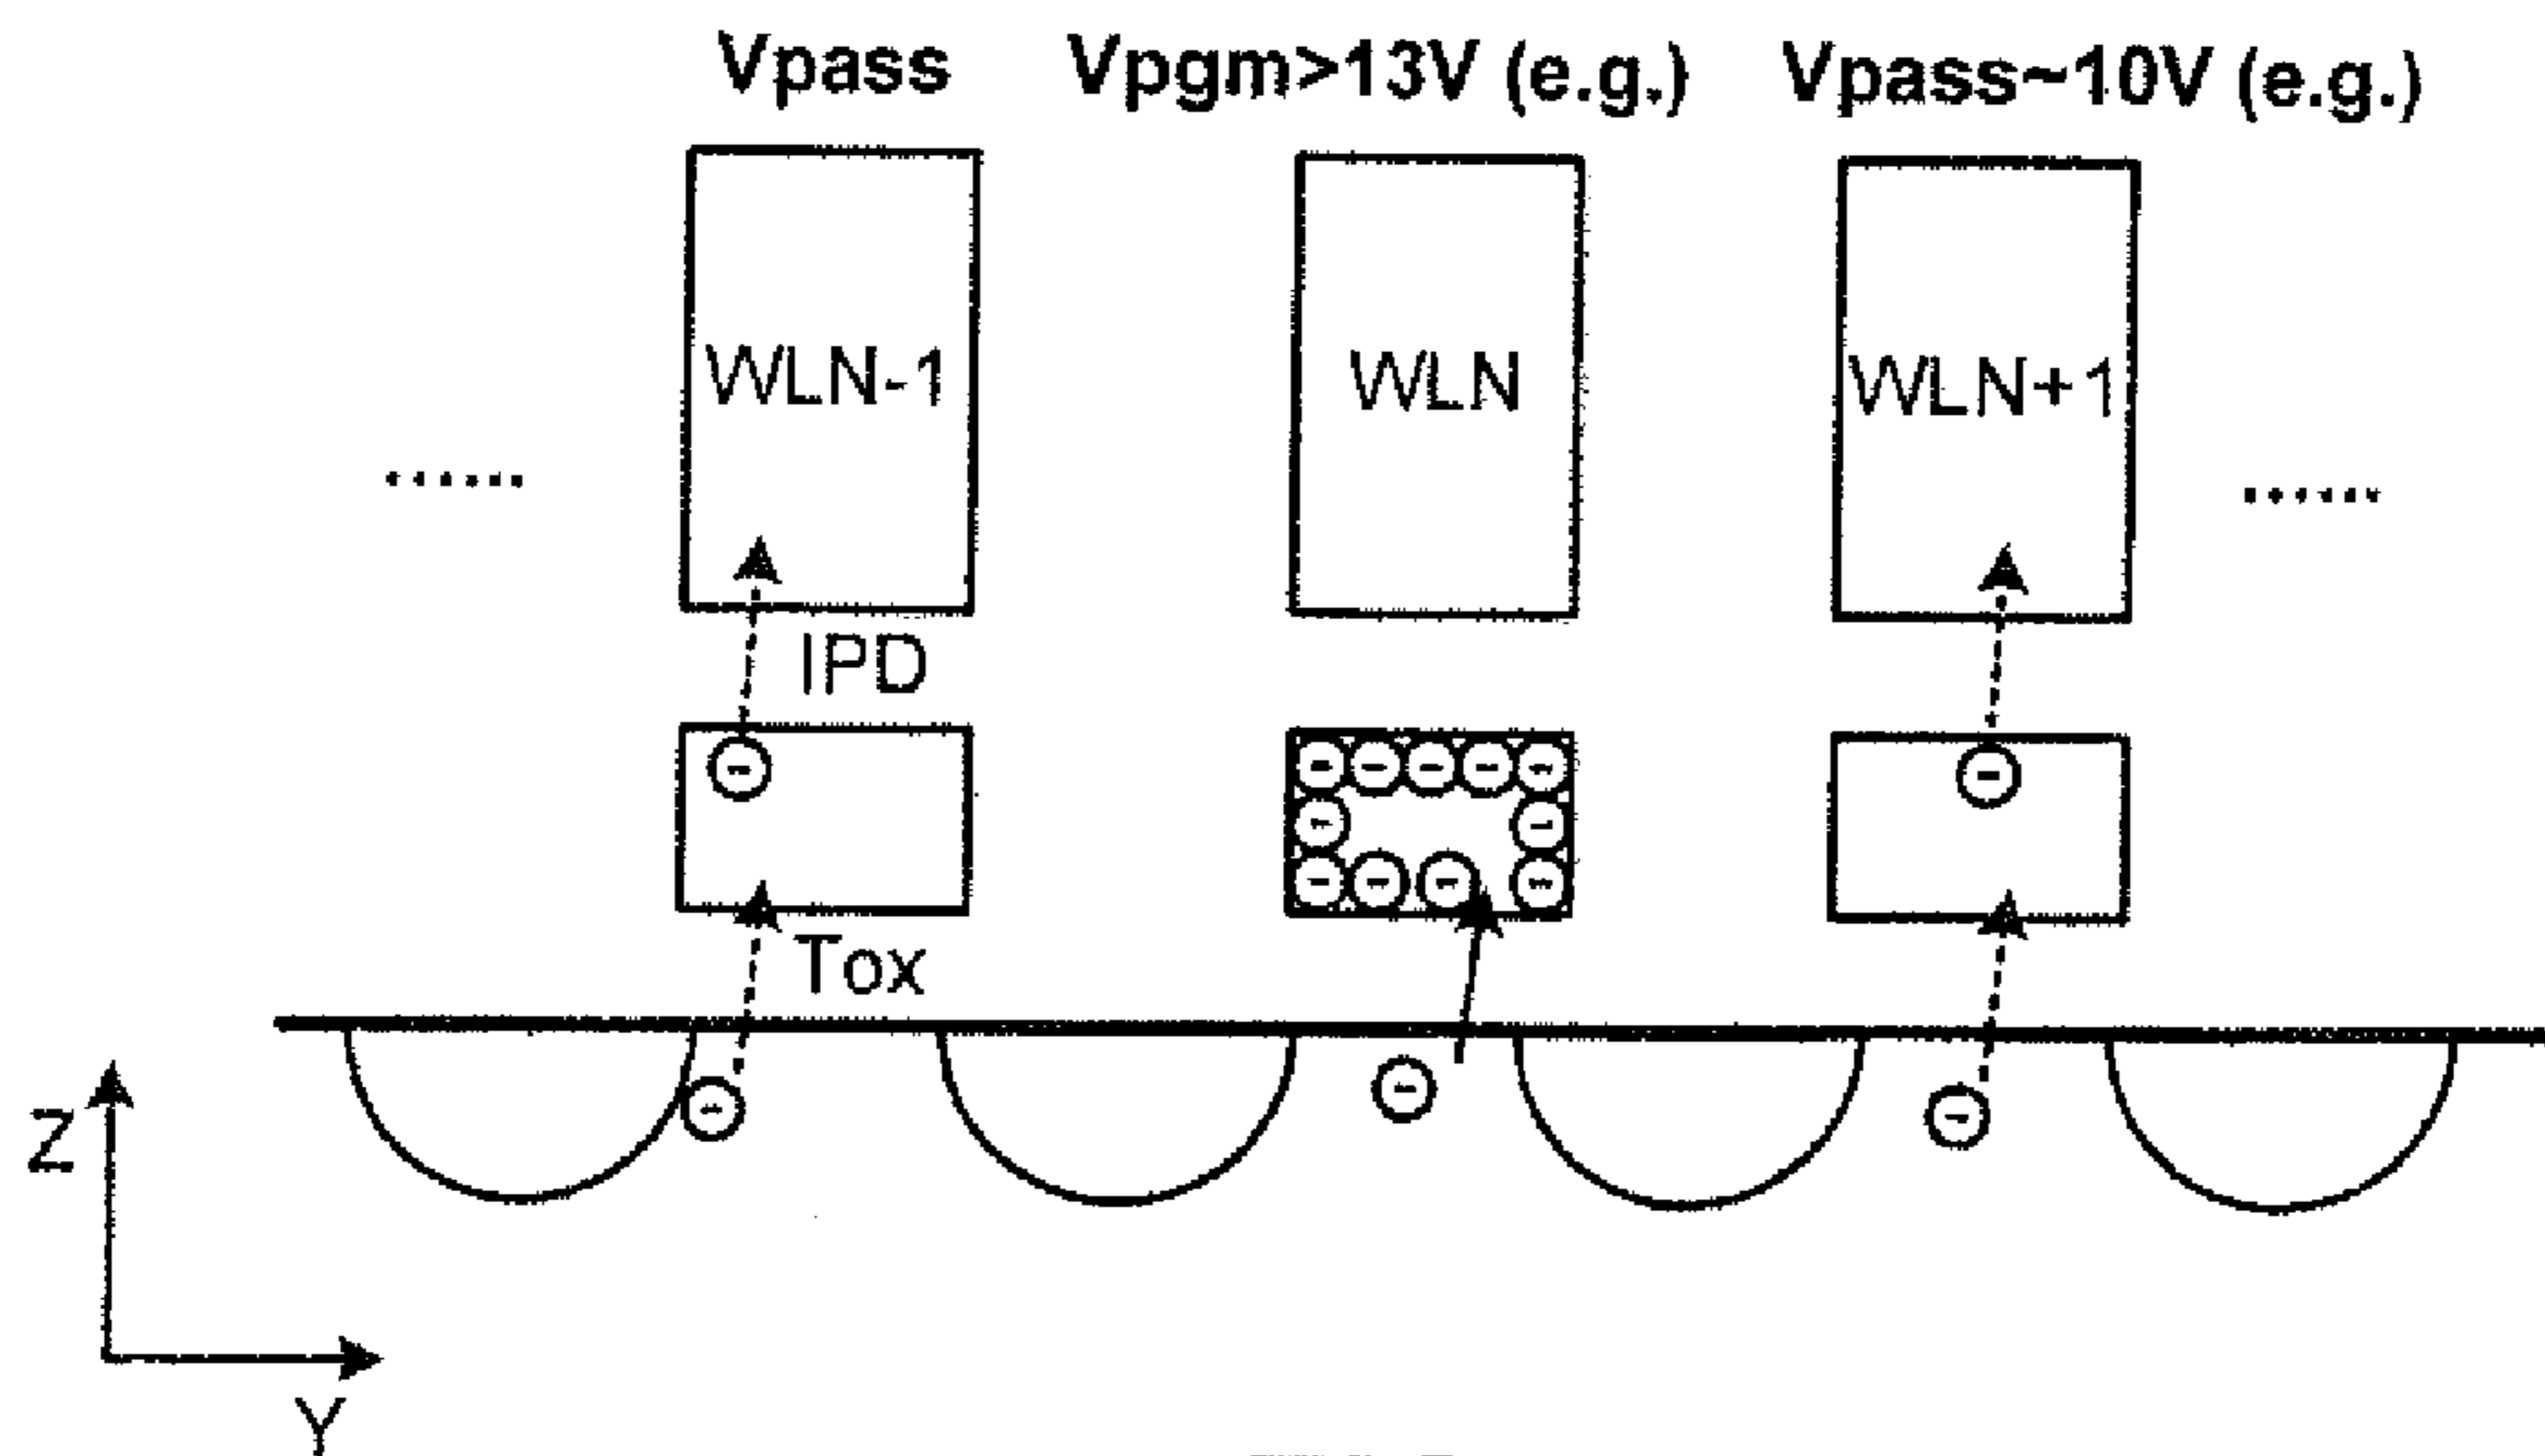 Vpass Vpgm>13V (e.g.) Vpass~10V (e.g.)
WLN-1 WLN WLN+1
...... ......
IPD
Tox
Z
Y